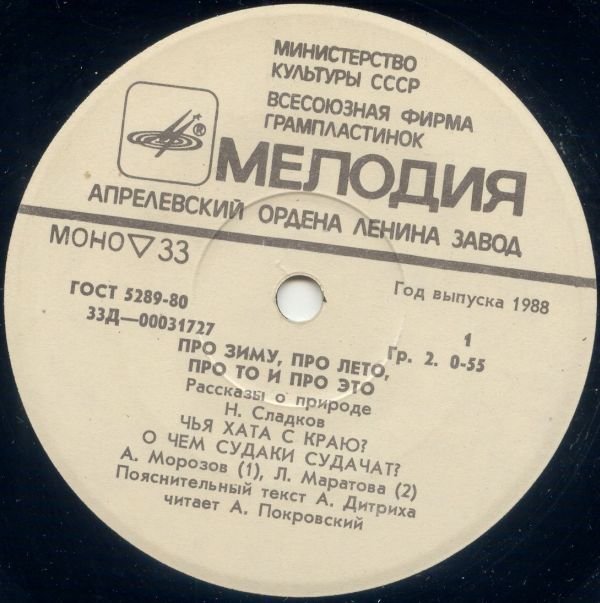 МИНИСТЕРСТВО
КУЛЬТУРЫ СССР
ВСЕСОЮЗНАЯ ФИРМА
ГРАМПЛАСТИНОК
®
МЕЛОДИЯ
АПРЕЛЕВСКИЙ ОРДЕНА ЛЕНИНА ЗАВОД
МОНО ▽ 33
ГОСТ 5289-80
33Д—00031727
Год выпуска 1988
1
Гр. 2. 0-55
ПРО ЗИМУ, ПРО ЛЕТО,
ПРО ТО И ПРО ЭТО
Рассказы о природе
Н. Сладков
ЧЬЯ ХАТА С КРАЮ?
О ЧЕМ СУДАКИ СУДАЧАТ?
А. Морозов (1), Л. Маратова (2)
Пояснительный текст А. Дитриха
читает А. Покровский